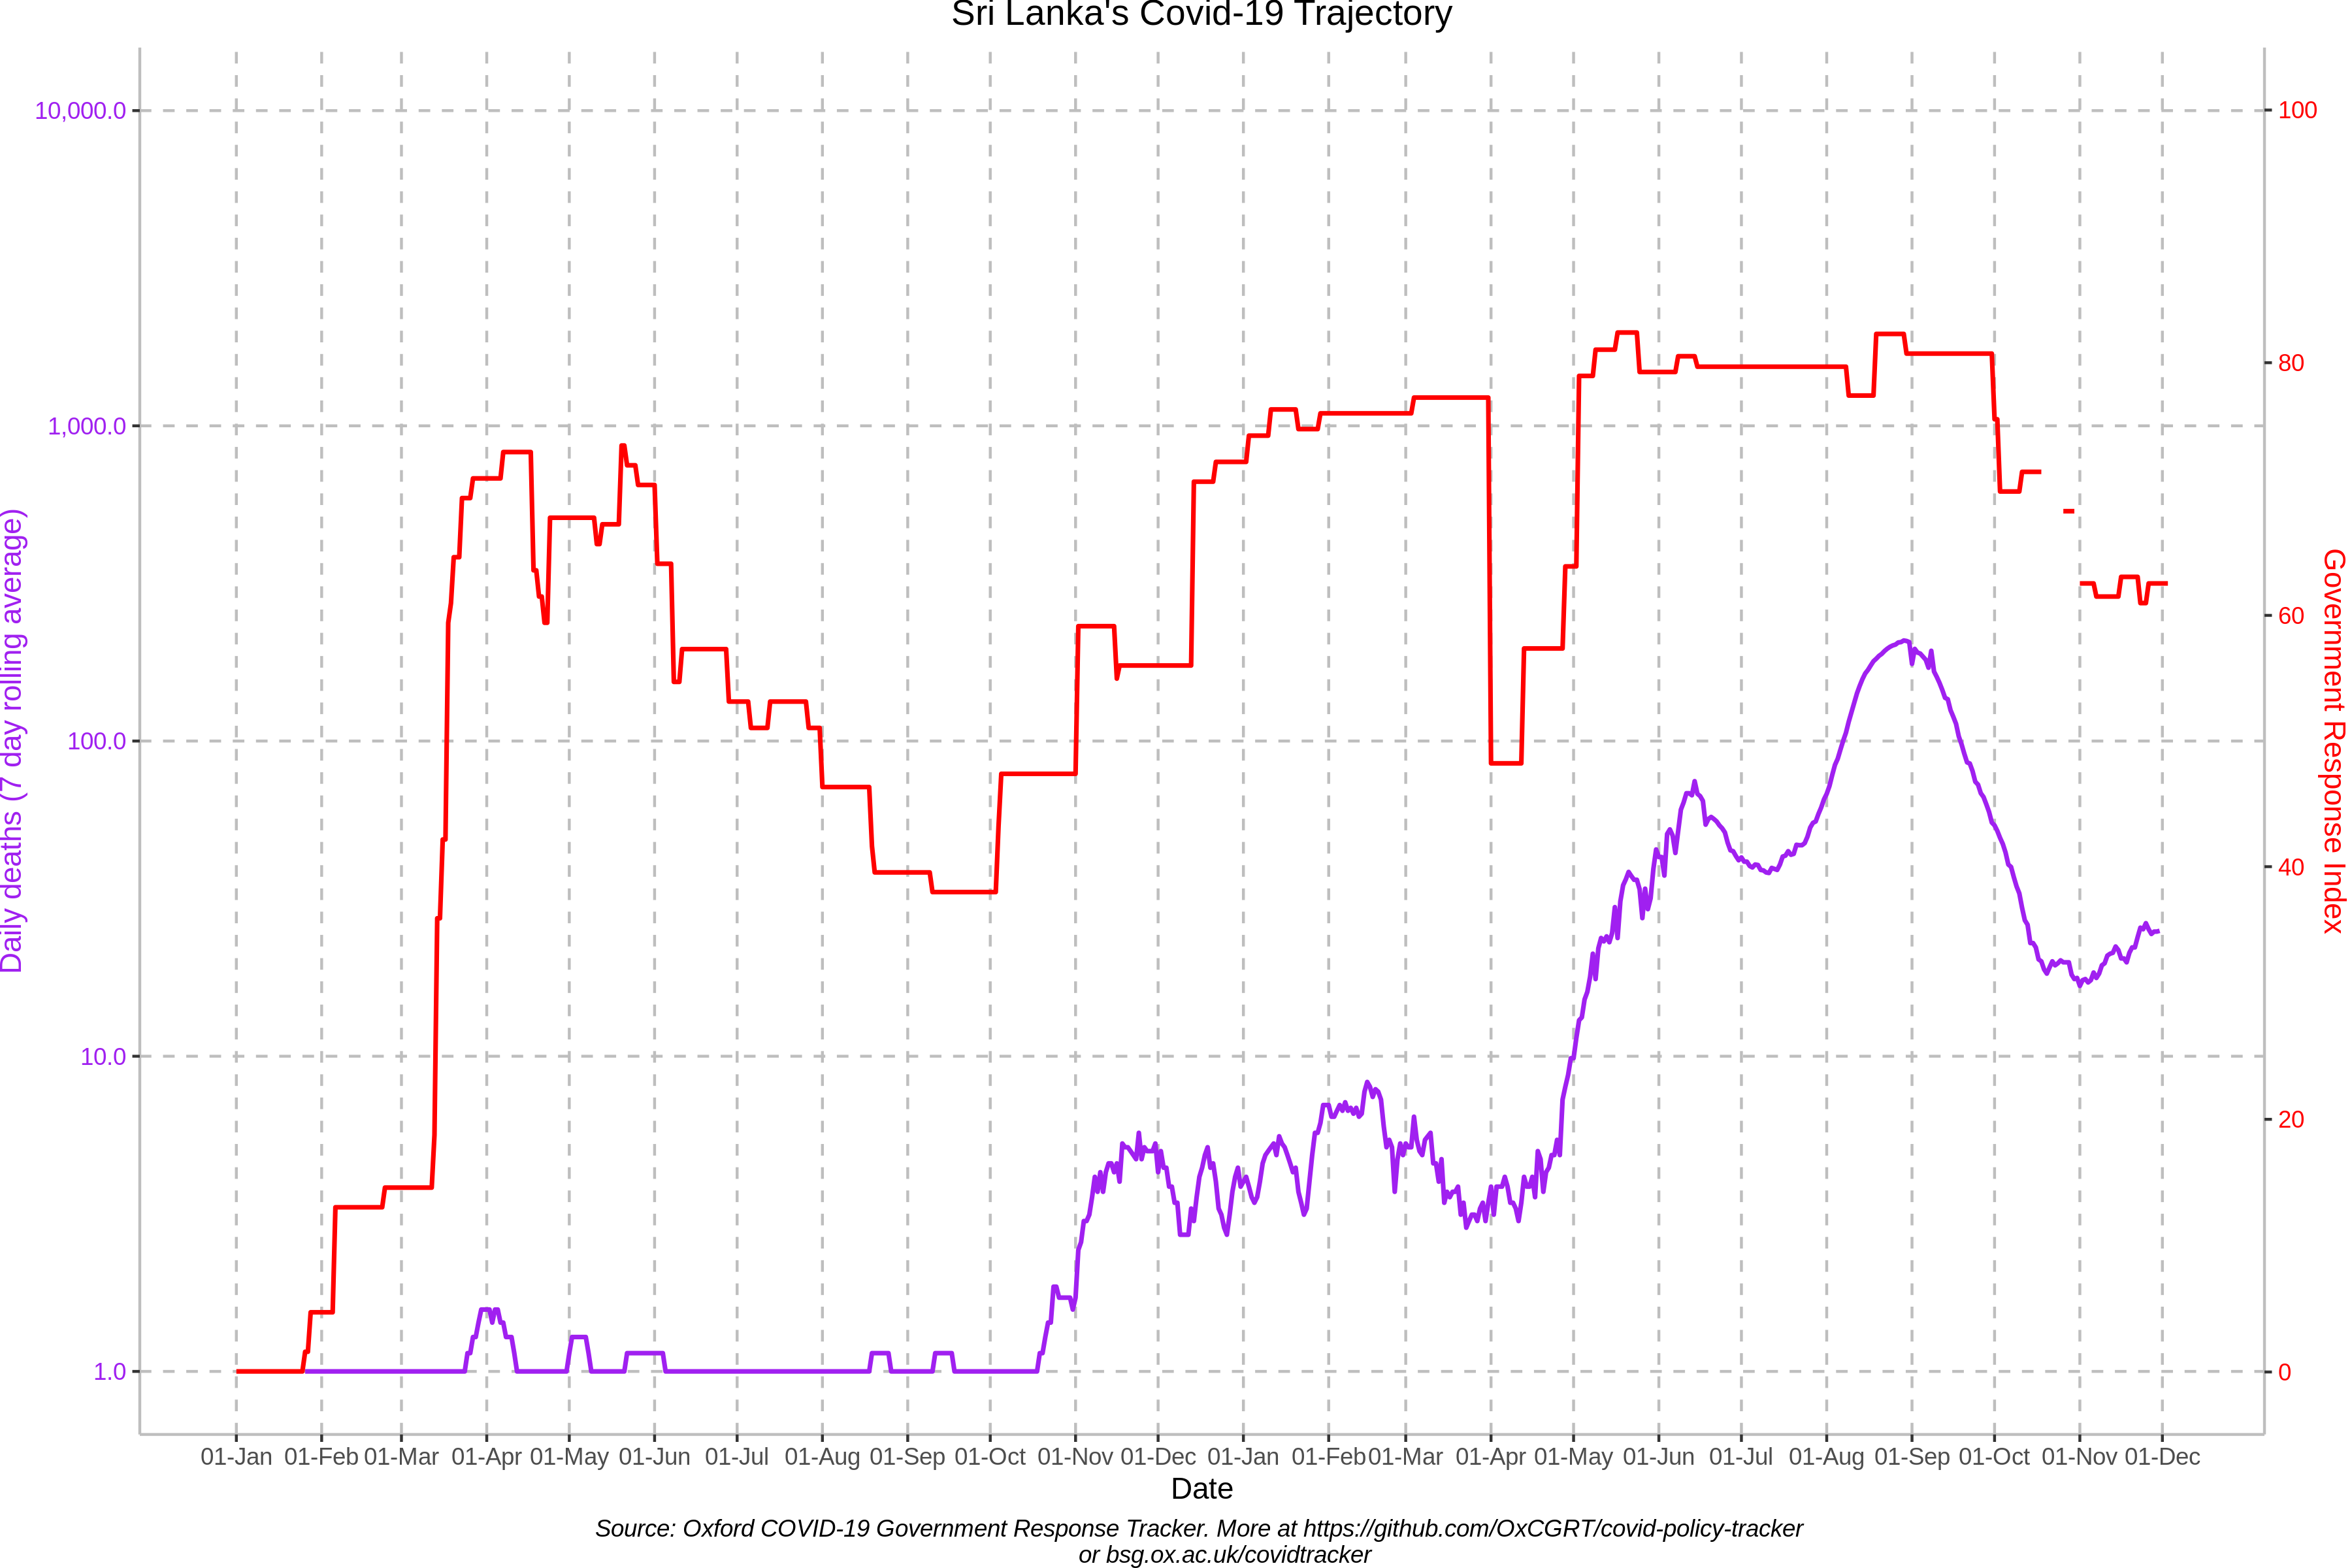 Sri Lanka's Covid-19 Trajectory
10,000.0
1,000.0
100.0
10.0
1.0
Daily deaths (7 day rolling average)
100
80
60
40
20
0
Government Response Index
01-Jan 01-Feb 01-Mar 01-Apr 01-May 01-Jun 01-Jul 01-Aug 01-Sep 01-Oct 01-Nov 01-Dec 01-Jan 01-Feb 01-Mar 01-Apr 01-May 01-Jun 01-Jul 01-Aug 01-Sep 01-Oct 01-Nov 01-Dec
Date
Source: Oxford COVID-19 Government Response Tracker. More at https://github.com/OxCGRT/covid-policy-tracker
or bsg.ox.ac.uk/covidtracker